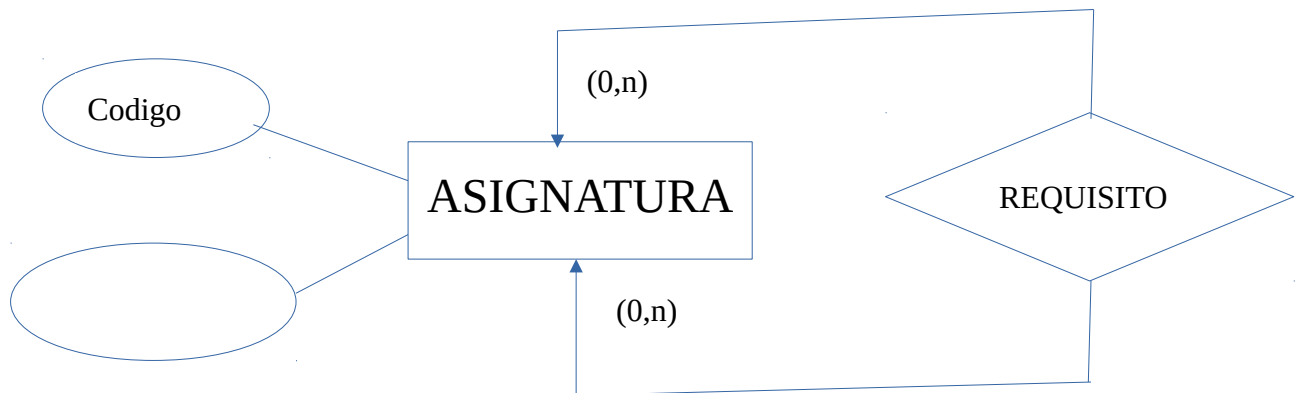 (0,n)
Codigo
ASIGNATURA
REQUISITO
(0,n)